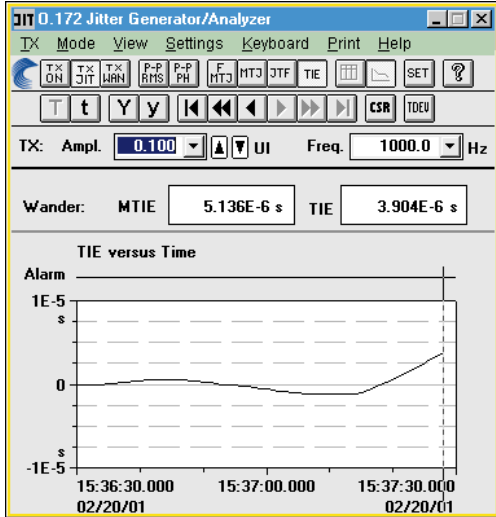 JIT 0.172 Jitter Generator/Analyzer
TX Mode View Settings Keyboard Print Help
TX ON TX JIT TX WAN P-P RMS P-P PH F MTJ MTJ JTF TIE SET ?
T t Y y CSR TDEV
TX: Ampl. 0.100 UI Freq. 1000.0 Hz
Wander: MTIE 5.136E-6 s TIE 3.904E-6 s
TIE versus Time
Alarm
1E-5
s
0
s
-1E-5
15:36:30.000 15:37:00.000 15:37:30.000
02/20/01 02/20/01